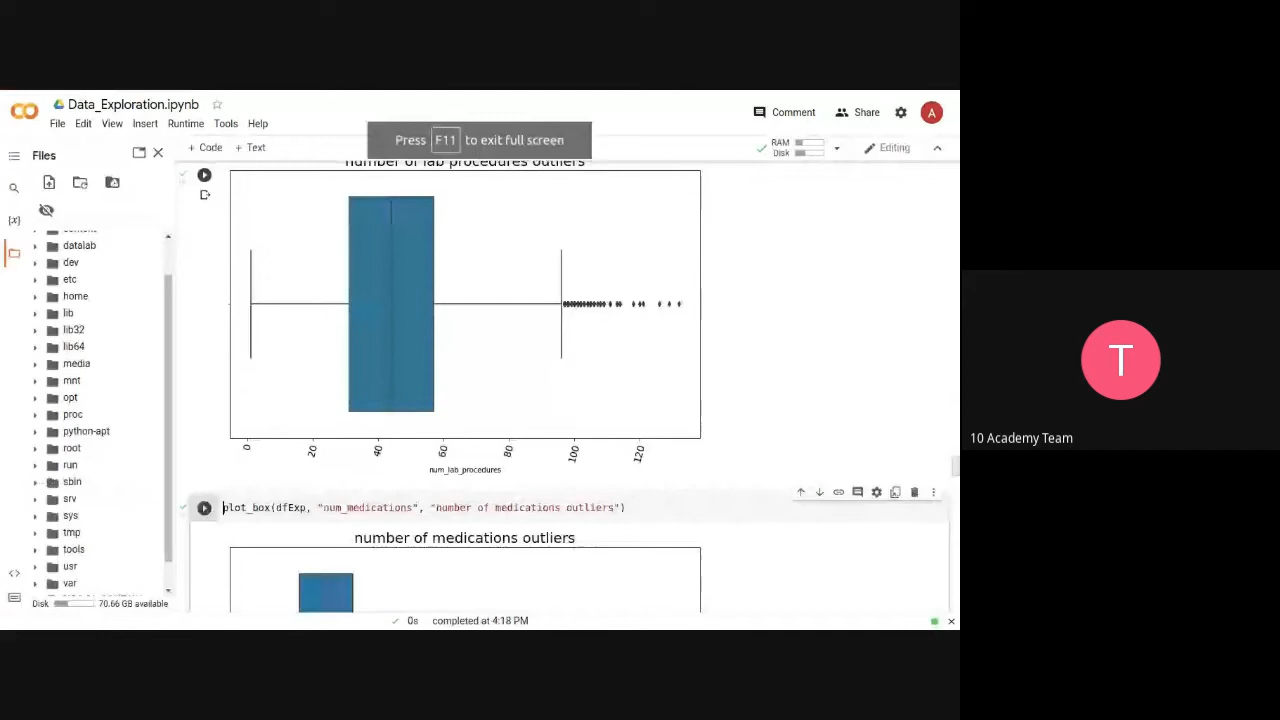 Data_Exploration.ipynb
File Edit View Insert Runtime Tools Help
Comment
Share
A
Press F11 to exit full screen
Files
+ Code + Text
RAM
Disk
Editing
{x}
datalab
dev
etc
home
lib
lib32
lib64
media
mnt
opt
proc
python-apt
root
run
sbin
srv
sys
tmp
tools
usr
var
Disk 70.66 GB available
number of lab procedures outliers
0 20 40 60 80 100 120
num_lab_procedures
plot_box(dfExp, "num_medications", "number of medications outliers")
number of medications outliers
0s completed at 4:18 PM
T
10 Academy Team